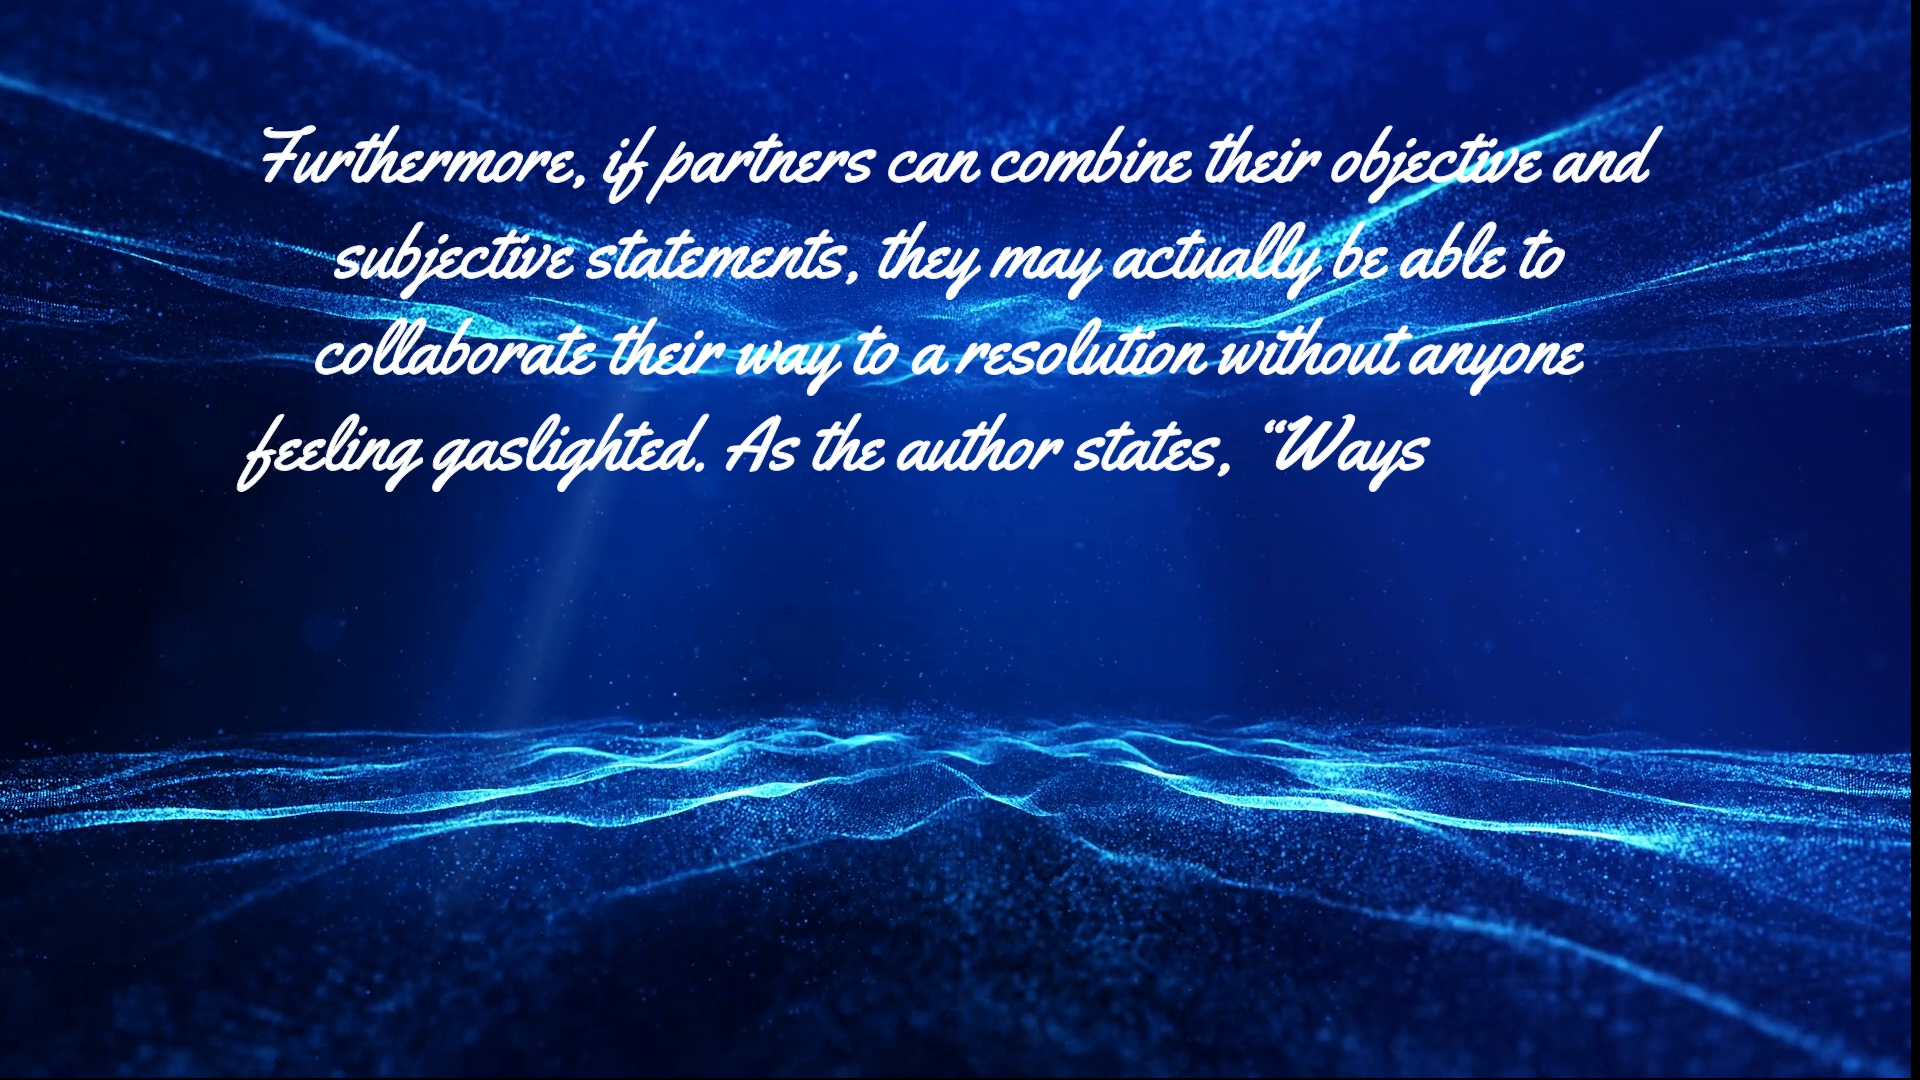 Furthermore, if partners can combine their objective and
subjective statements, they may actually be able to
collaborate their way to a resolution without anyone
feeling gaslighted. As the author states, “Ways